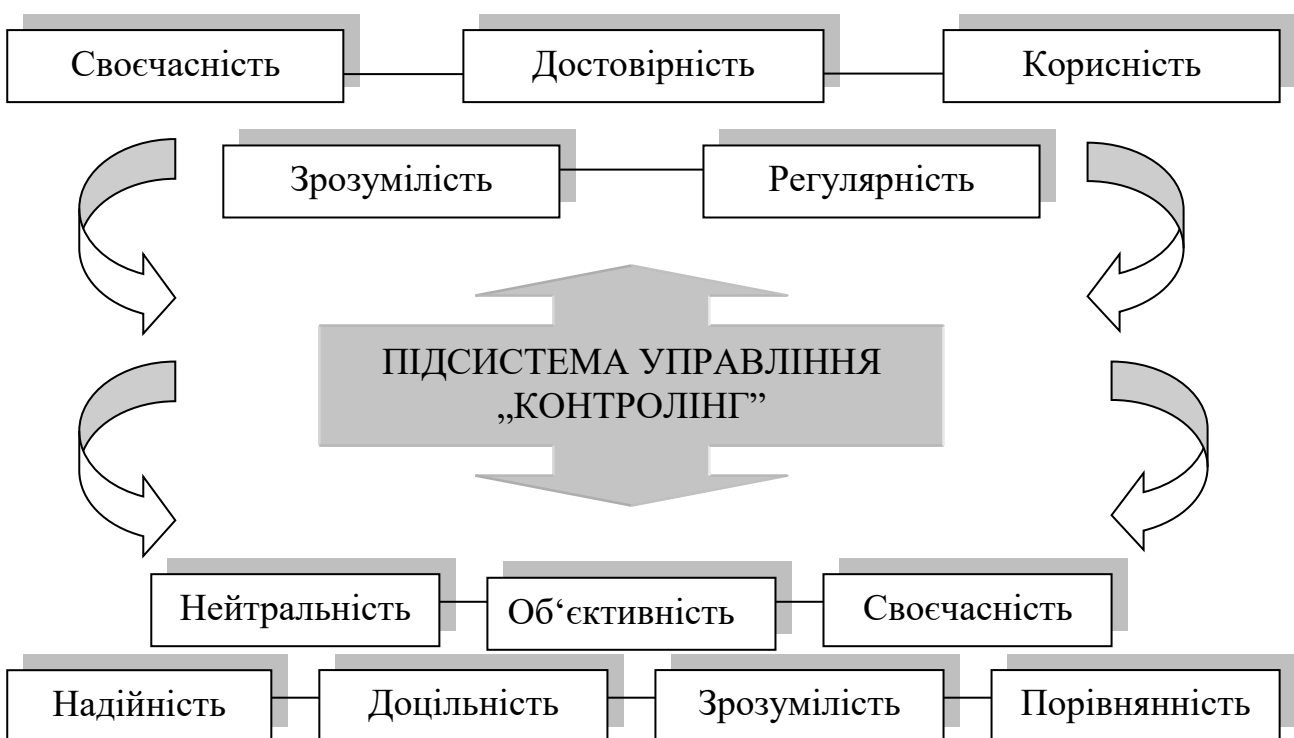 Своєчасність Достовірність Корисність
Зрозумілість Регулярність
ПІДСИСТЕМА УПРАВЛІННЯ
„КОНТРОЛІНГ”
Нейтральність Об‘єктивність Своєчасність
Надійність Доцільність Зрозумілість Порівнянність